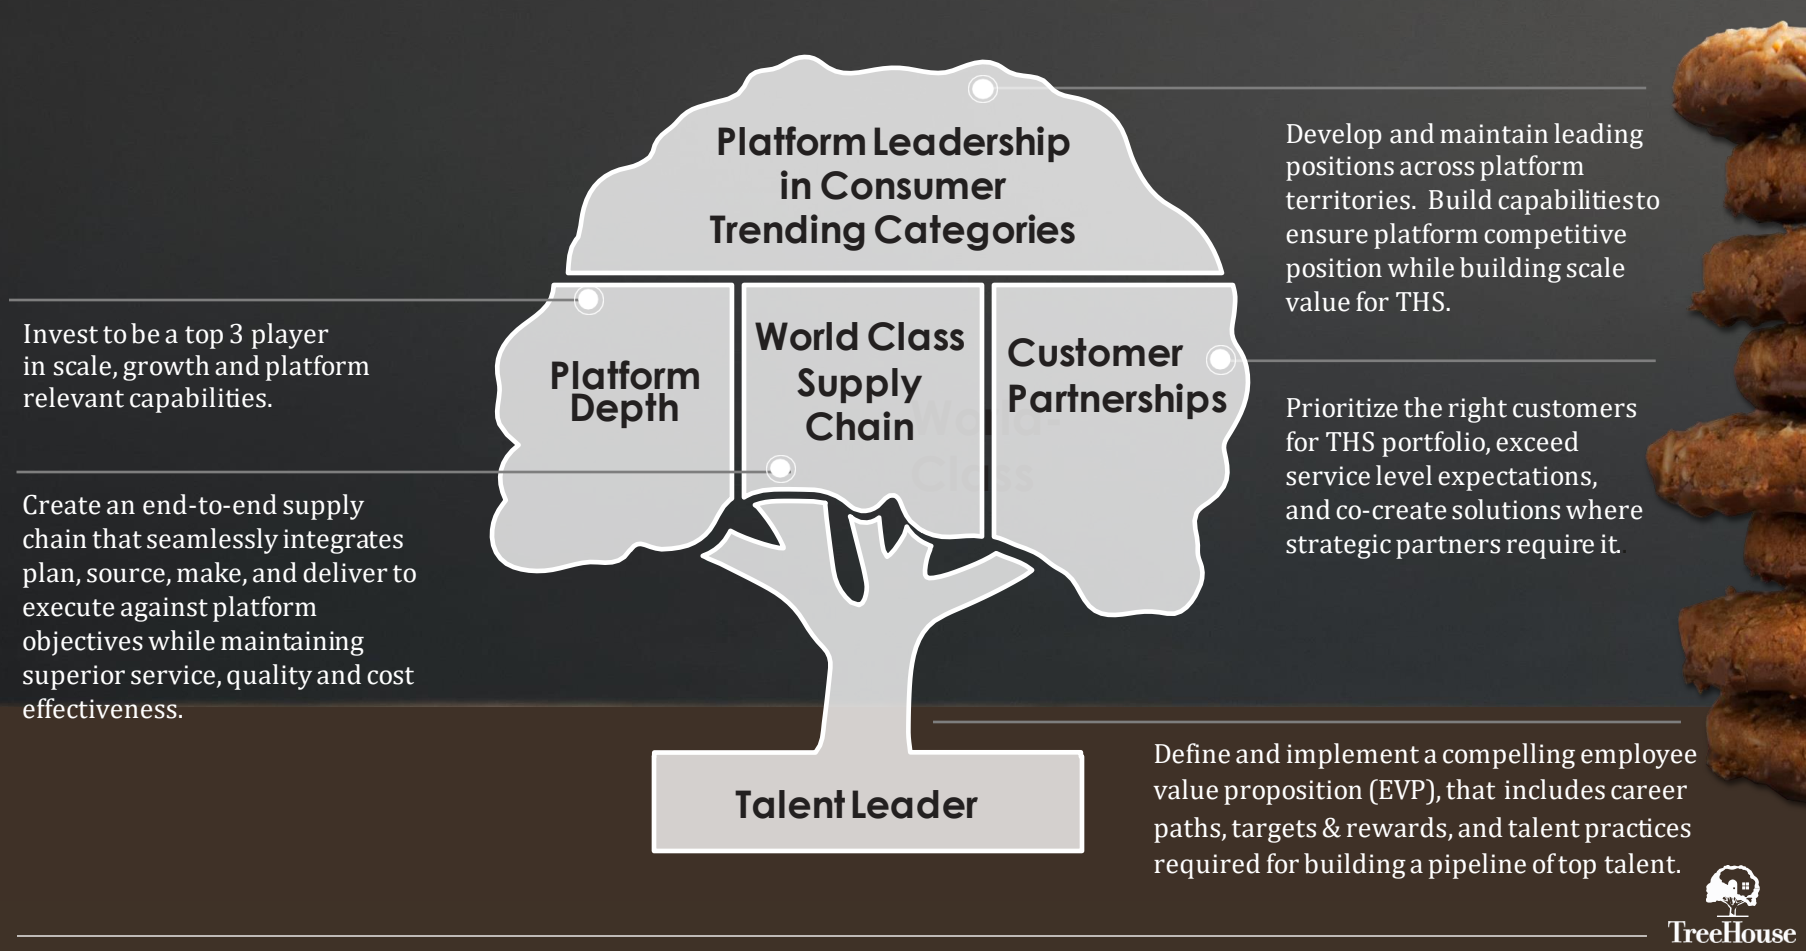 Platform Leadership
in Consumer
Trending Categories
Develop and maintain leading
positions across platform
territories. Build capabilities to
ensure platform competitive
position while building scale
value for THS.
Invest to be a top 3 player
in scale, growth and platform
relevant capabilities.
Platform
Depth
World Class
Supply
Chain
World-
Class
Customer
Partnerships
Prioritize the right customers
for THS portfolio, exceed
service level expectations,
and co-create solutions where
strategic partners require it.
Create an end-to-end supply
chain that seamlessly integrates
plan, source, make, and deliver to
execute against platform
objectives while maintaining
superior service, quality and cost
effectiveness.
Talent Leader
Define and implement a compelling employee
value proposition (EVP), that includes career
paths, targets & rewards, and talent practices
required for building a pipeline of top talent.
TreeHouse